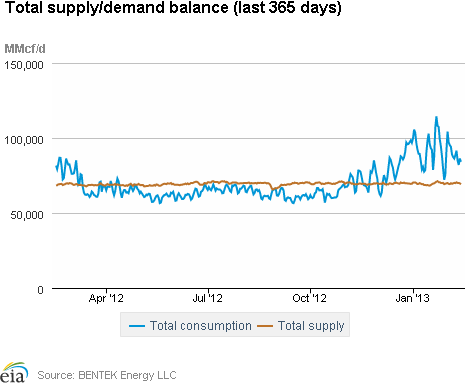 Total supply/demand balance (last 365 days)
MMcf/d
150,000
100,000
50,000
0
Apr '12
Jul '12
Oct '12
Jan '13
Total consumption
Total supply
eia
Source: BENTEK Energy LLC